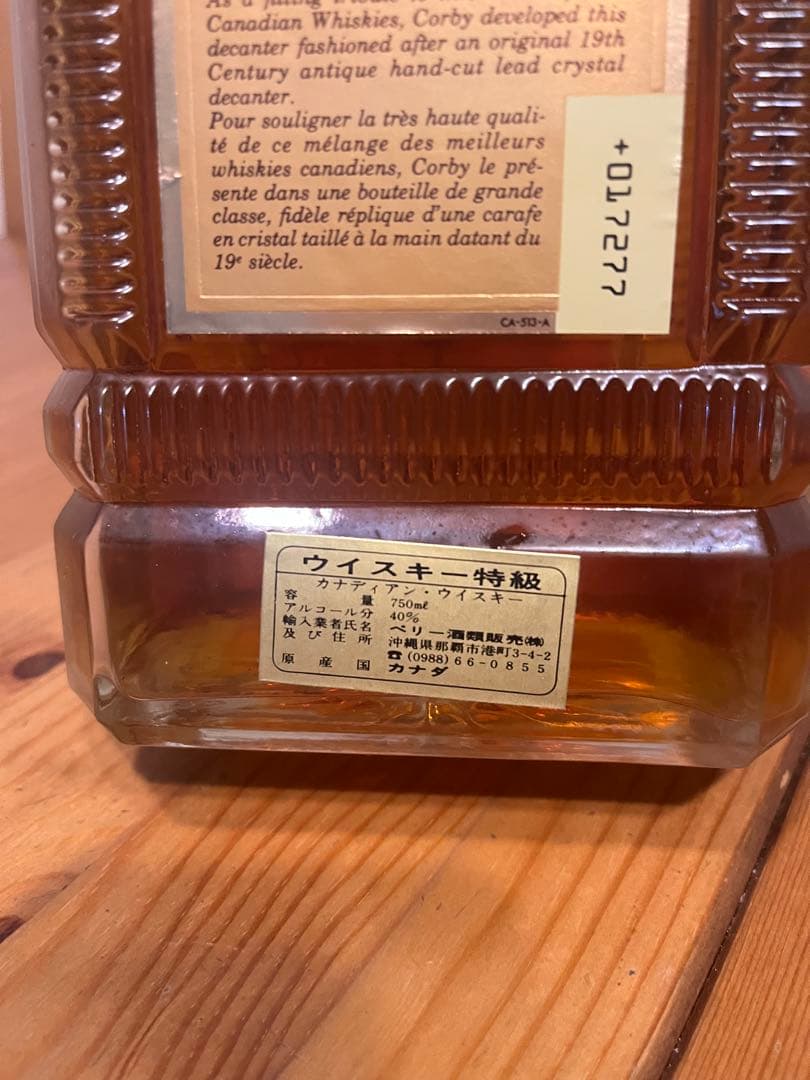 Canadian Whiskies, Corby developed this
decanter fashioned after an original 19th
Century antique hand-cut lead crystal
decanter.
Pour souligner la très haute quali-
té de ce mélange des meilleurs
whiskies canadiens, Corby le pré-
sente dans une bouteille de grande
classe, fidèle réplique d'une carafe
en cristal taillé à la main datant du
19e siècle.
CA-513-A
+017277
ウイスキー特級
カナディアン・ウイスキー
容量 750mℓ
アルコール分 40%
輸入業者氏名 ペリー酒類販売(株)
及び住所 沖縄県那覇市港町3-4-2
☎(0988)66-0855
原産国 カナダ